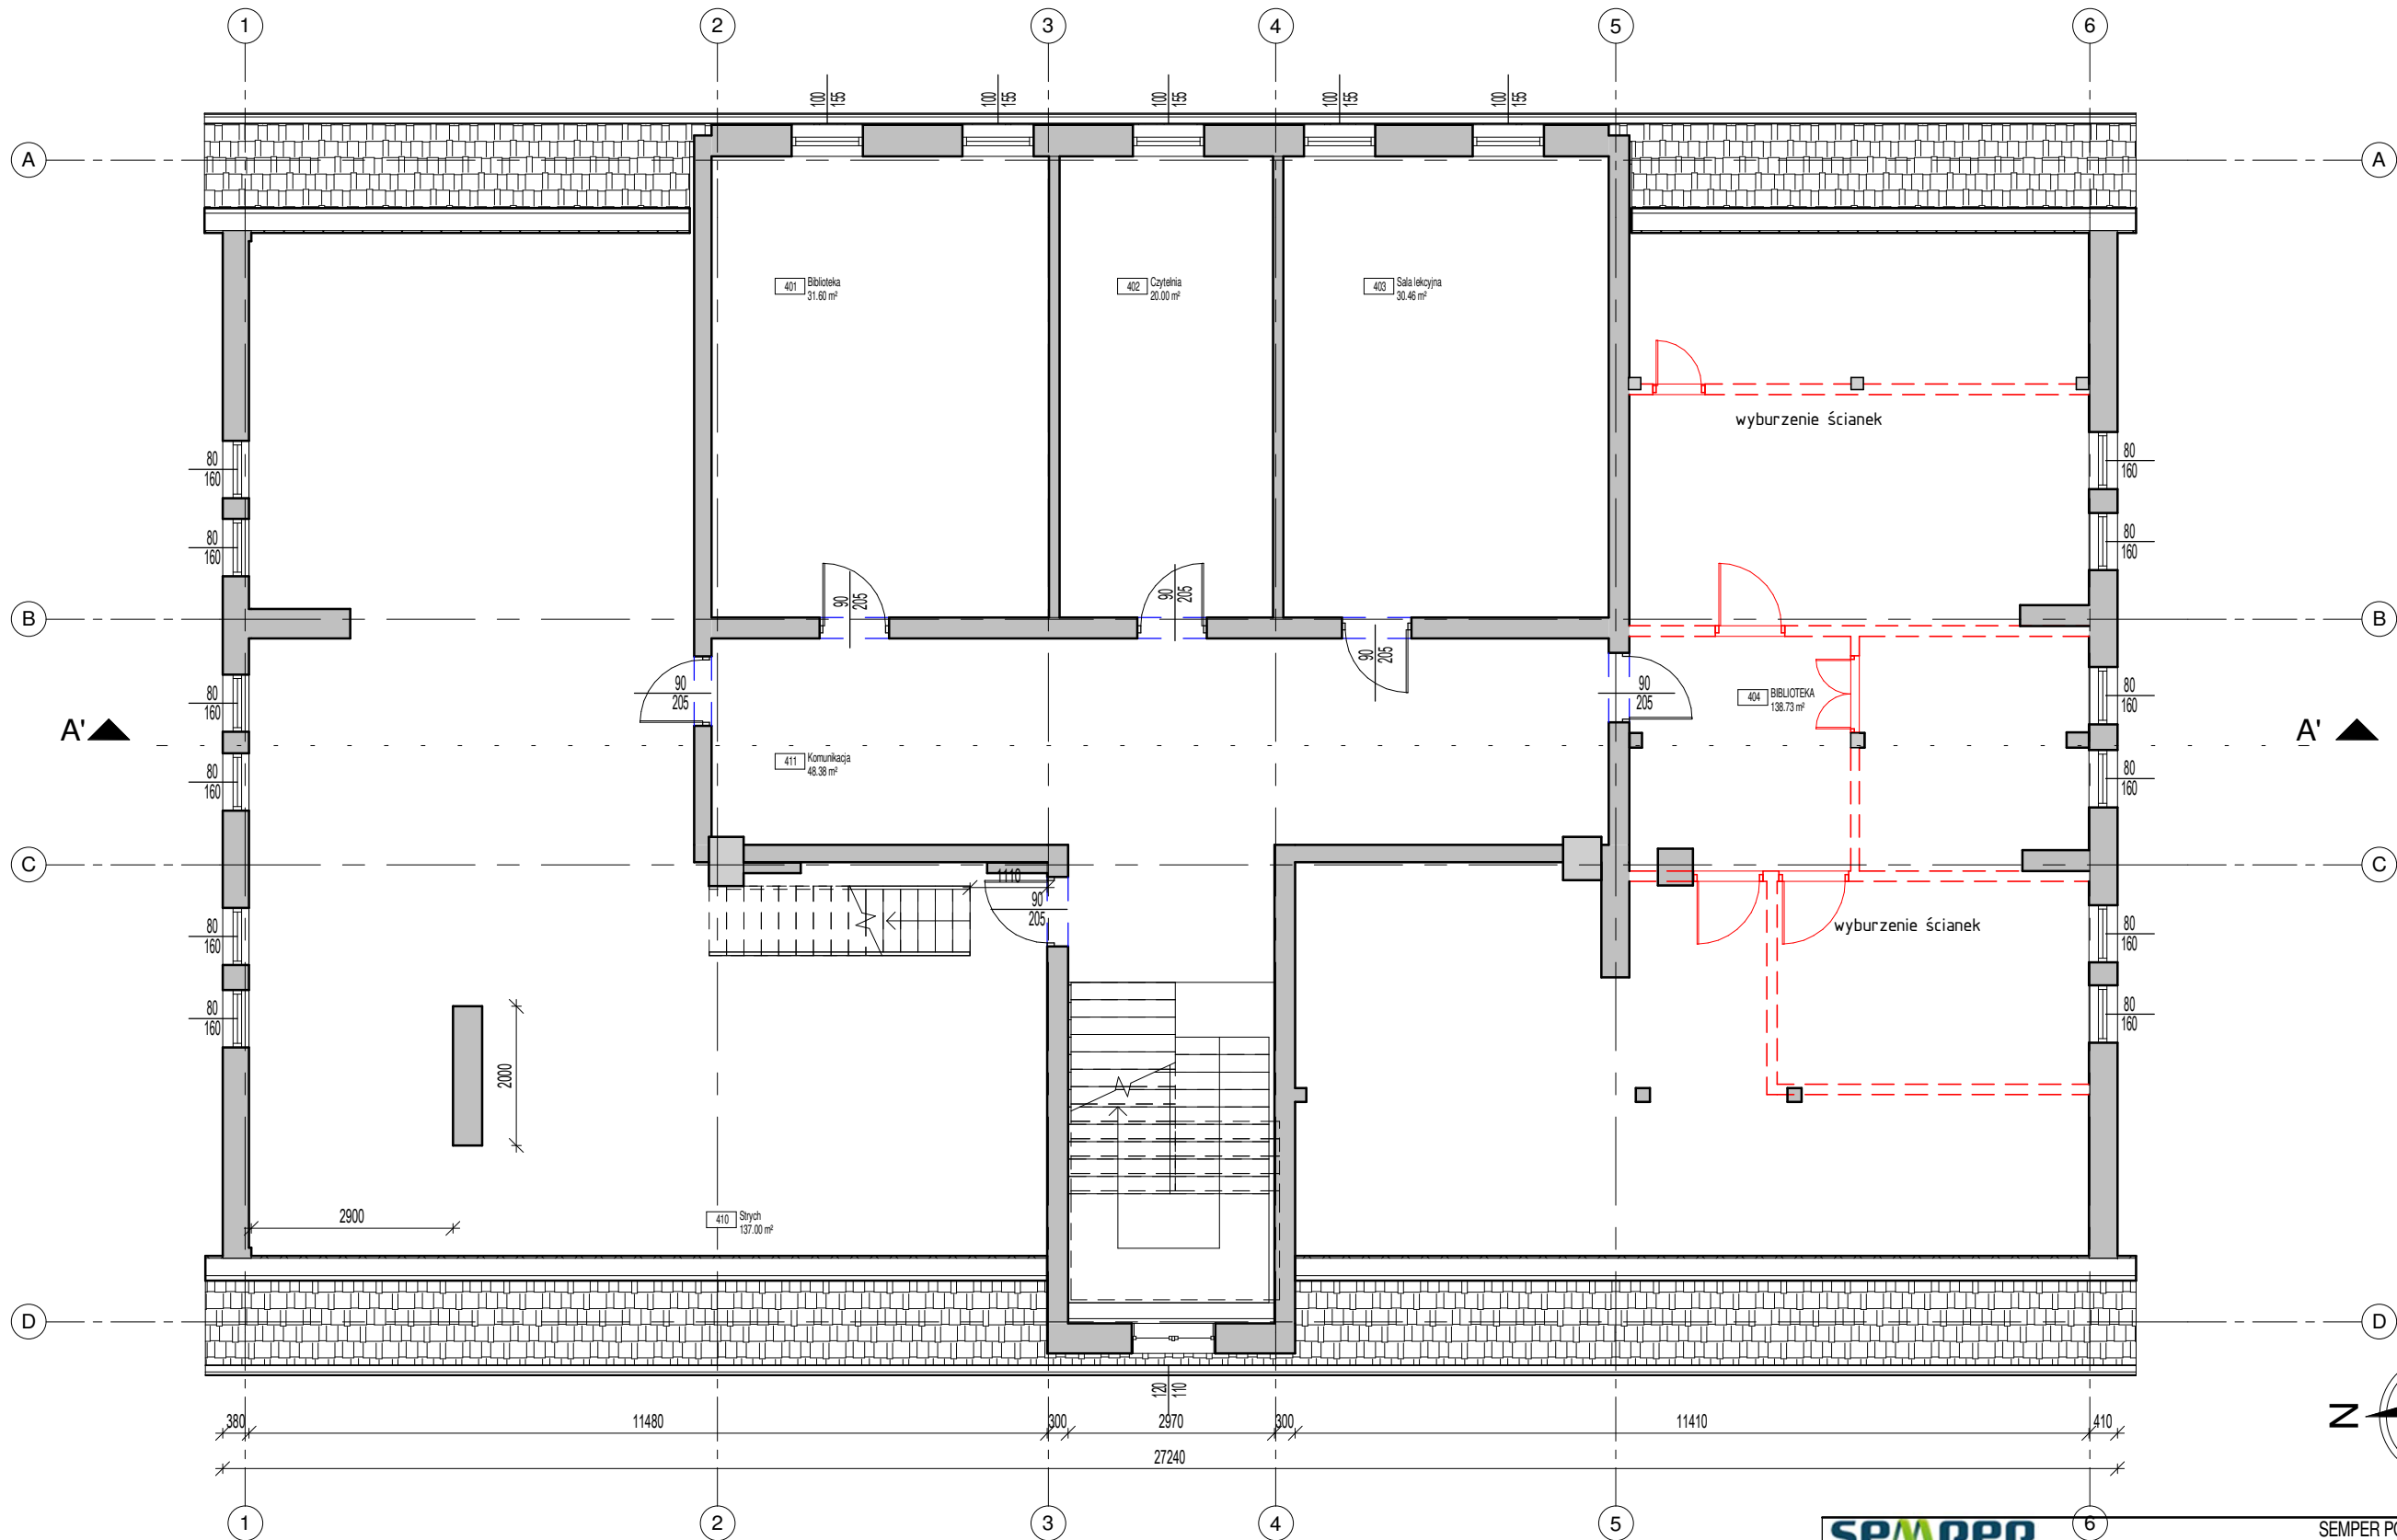 1 2 3 4 5 6
100 155 100 155 100 155 100 155 100 155
A A
401 Biblioteka
31.60 m²
402 Czytelnia
20.00 m²
403 Sala lekcyjna
30.46 m²
wyburzenie ścianek
80 80
160 160
80 80
160 160
90 205 90 205 90 205
B B
90 90
205 205
404 BIBLIOTEKA
138.73 m²
80 80
160 160
A' A'
411 Komunikacja
48.38 m²
80 80
160 160
C C
1110
90
205
wyburzenie ścianek
80 80
160 160
80 80
160 160
2000
2900
410 Strych
137.00 m²
D D
120 110
380 11480 300 2970 300 11410 410
27240
N
1 2 3 4 5 6
SEMPER